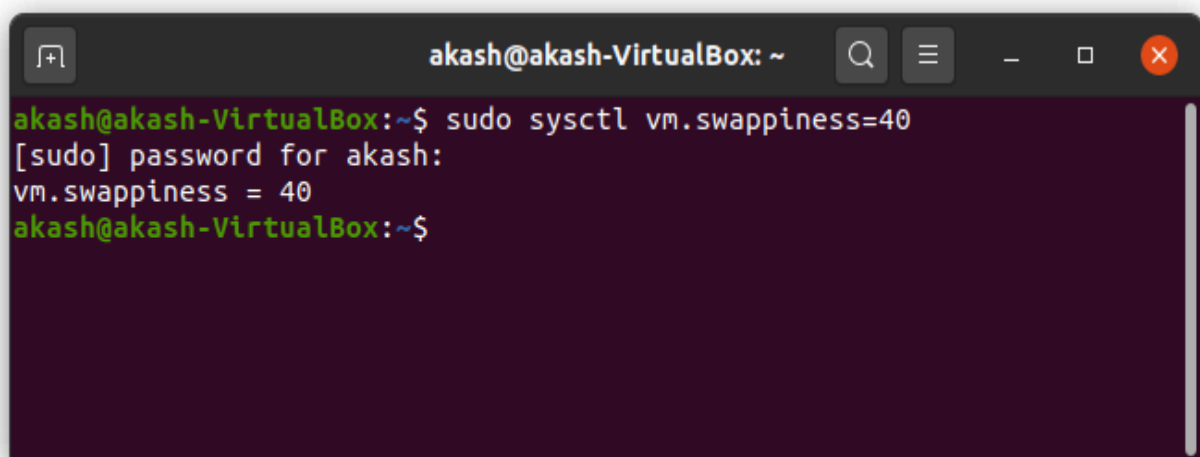 akash@akash-VirtualBox: ~
akash@akash-VirtualBox:~$ sudo sysctl vm.swappiness=40
[sudo] password for akash:
vm.swappiness = 40
akash@akash-VirtualBox:~$